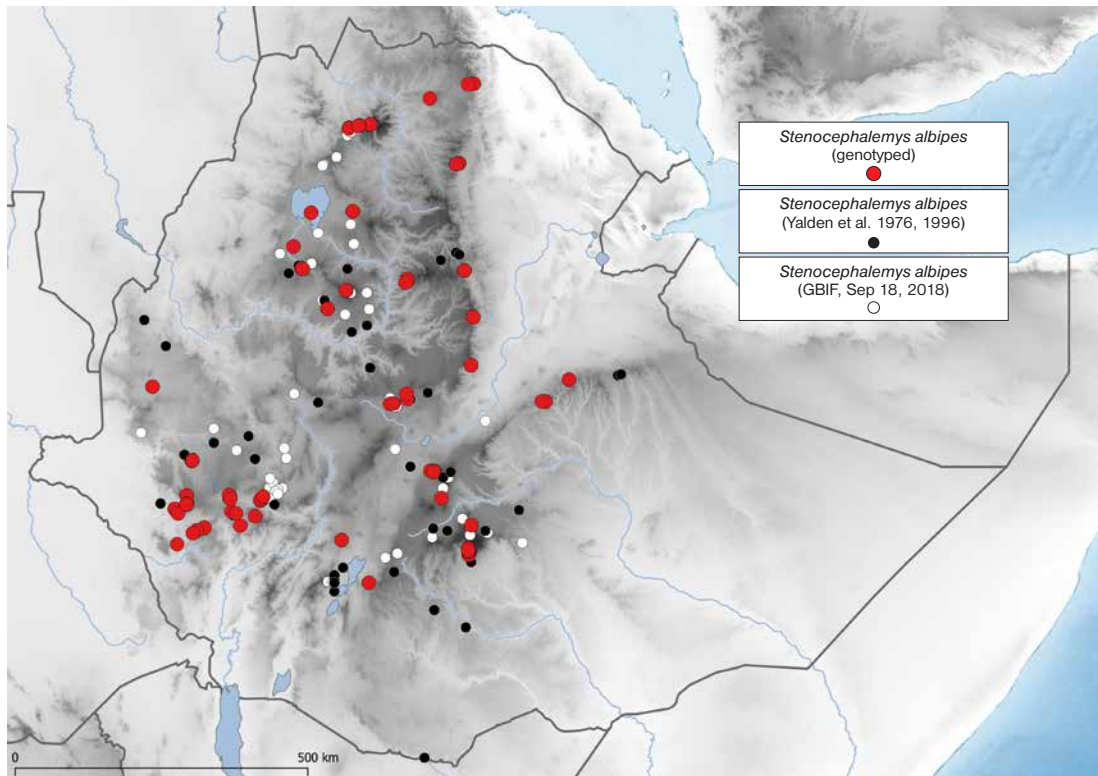 Stenocephalemys albipes
(genotyped)
Stenocephalemys albipes
(Yalden et al. 1976, 1996)
Stenocephalemys albipes
(GBIF, Sep 18, 2018)
0
500 km